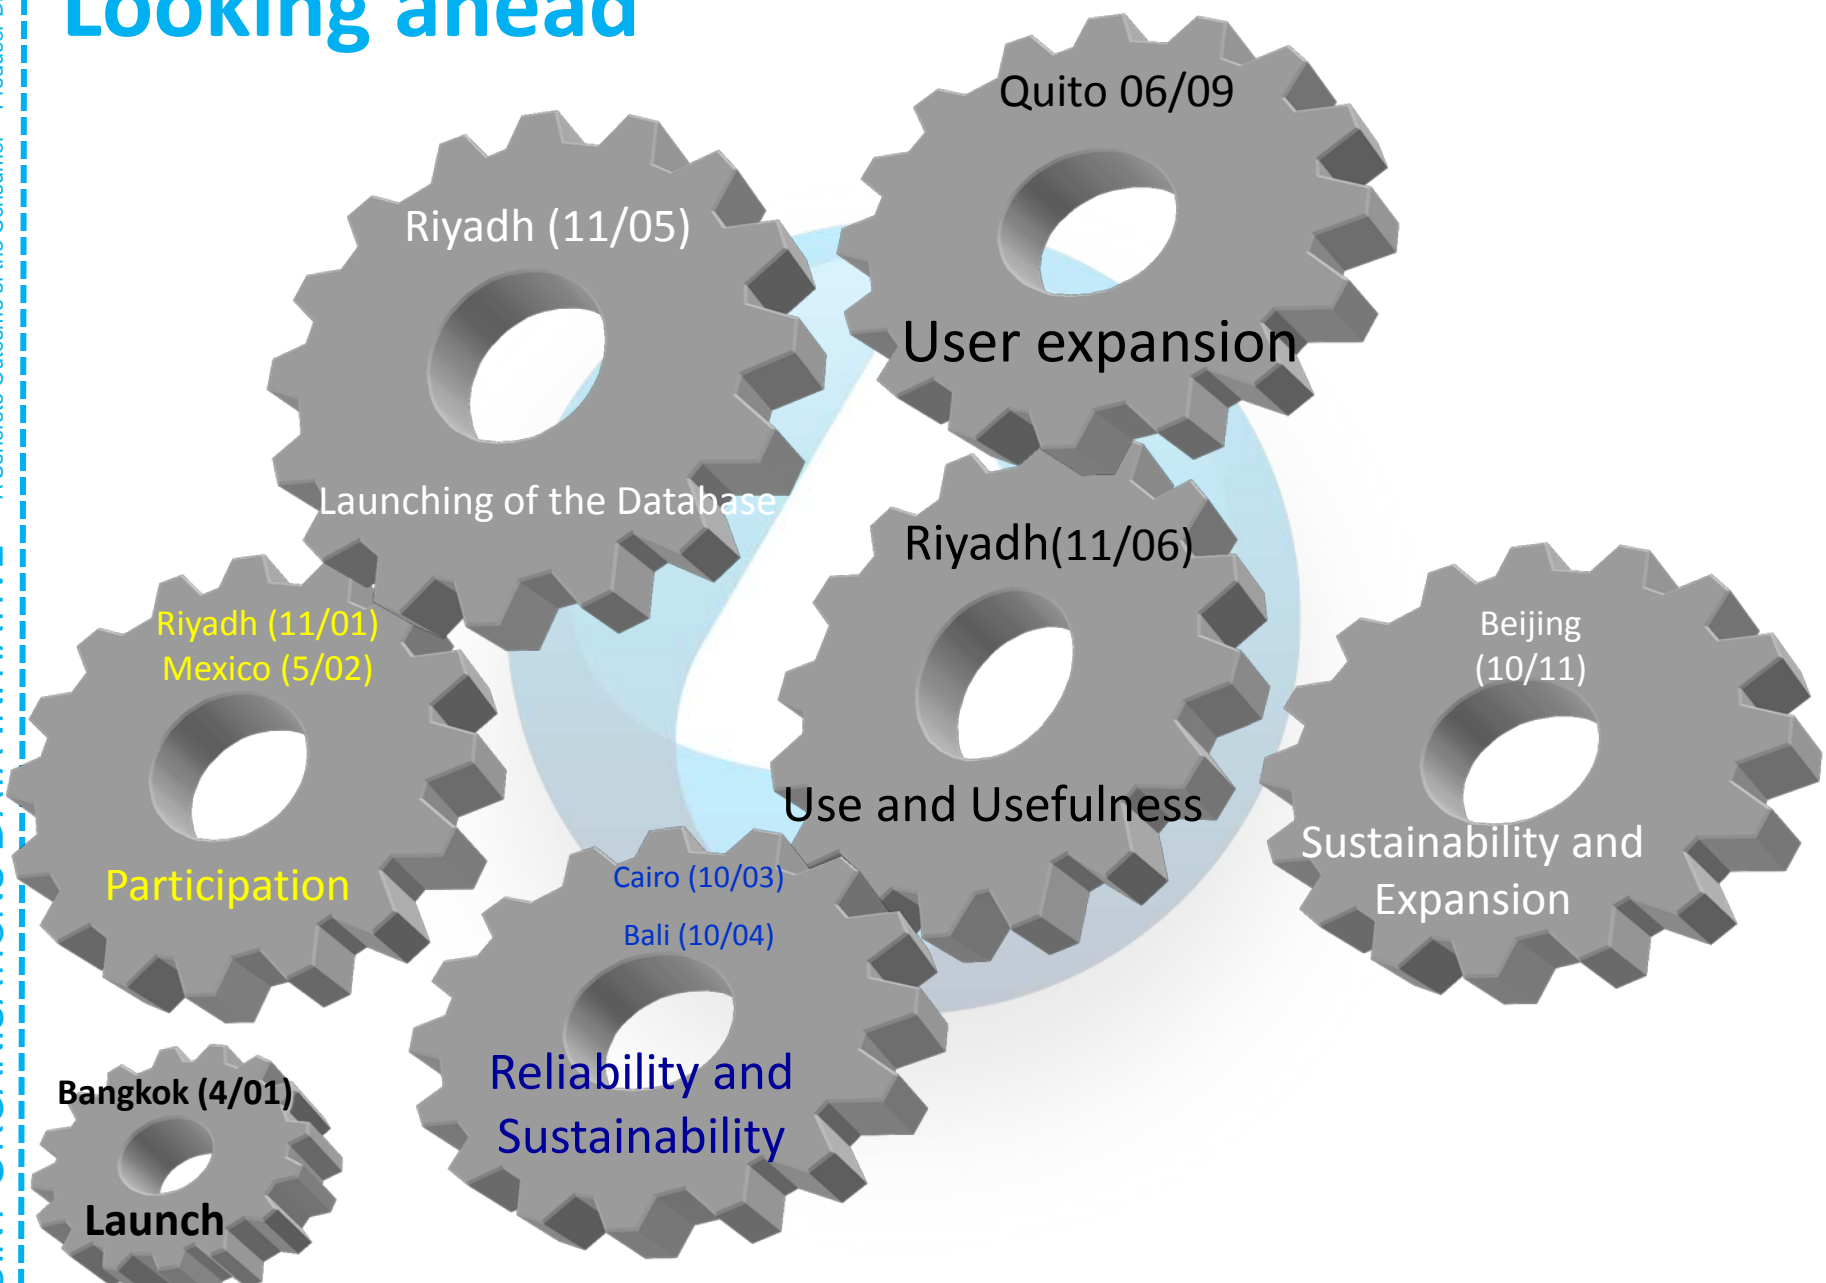 Looking ahead
Quito 06/09
User expansion
Riyadh (11/05)
Launching of the Database
Riyadh(11/06)
Use and Usefulness
Beijing
(10/11)
Sustainability and
Expansion
Riyadh (11/01)
Mexico (5/02)
Participation
Cairo (10/03)
Bali (10/04)
Reliability and
Sustainability
Bangkok (4/01)
Launch